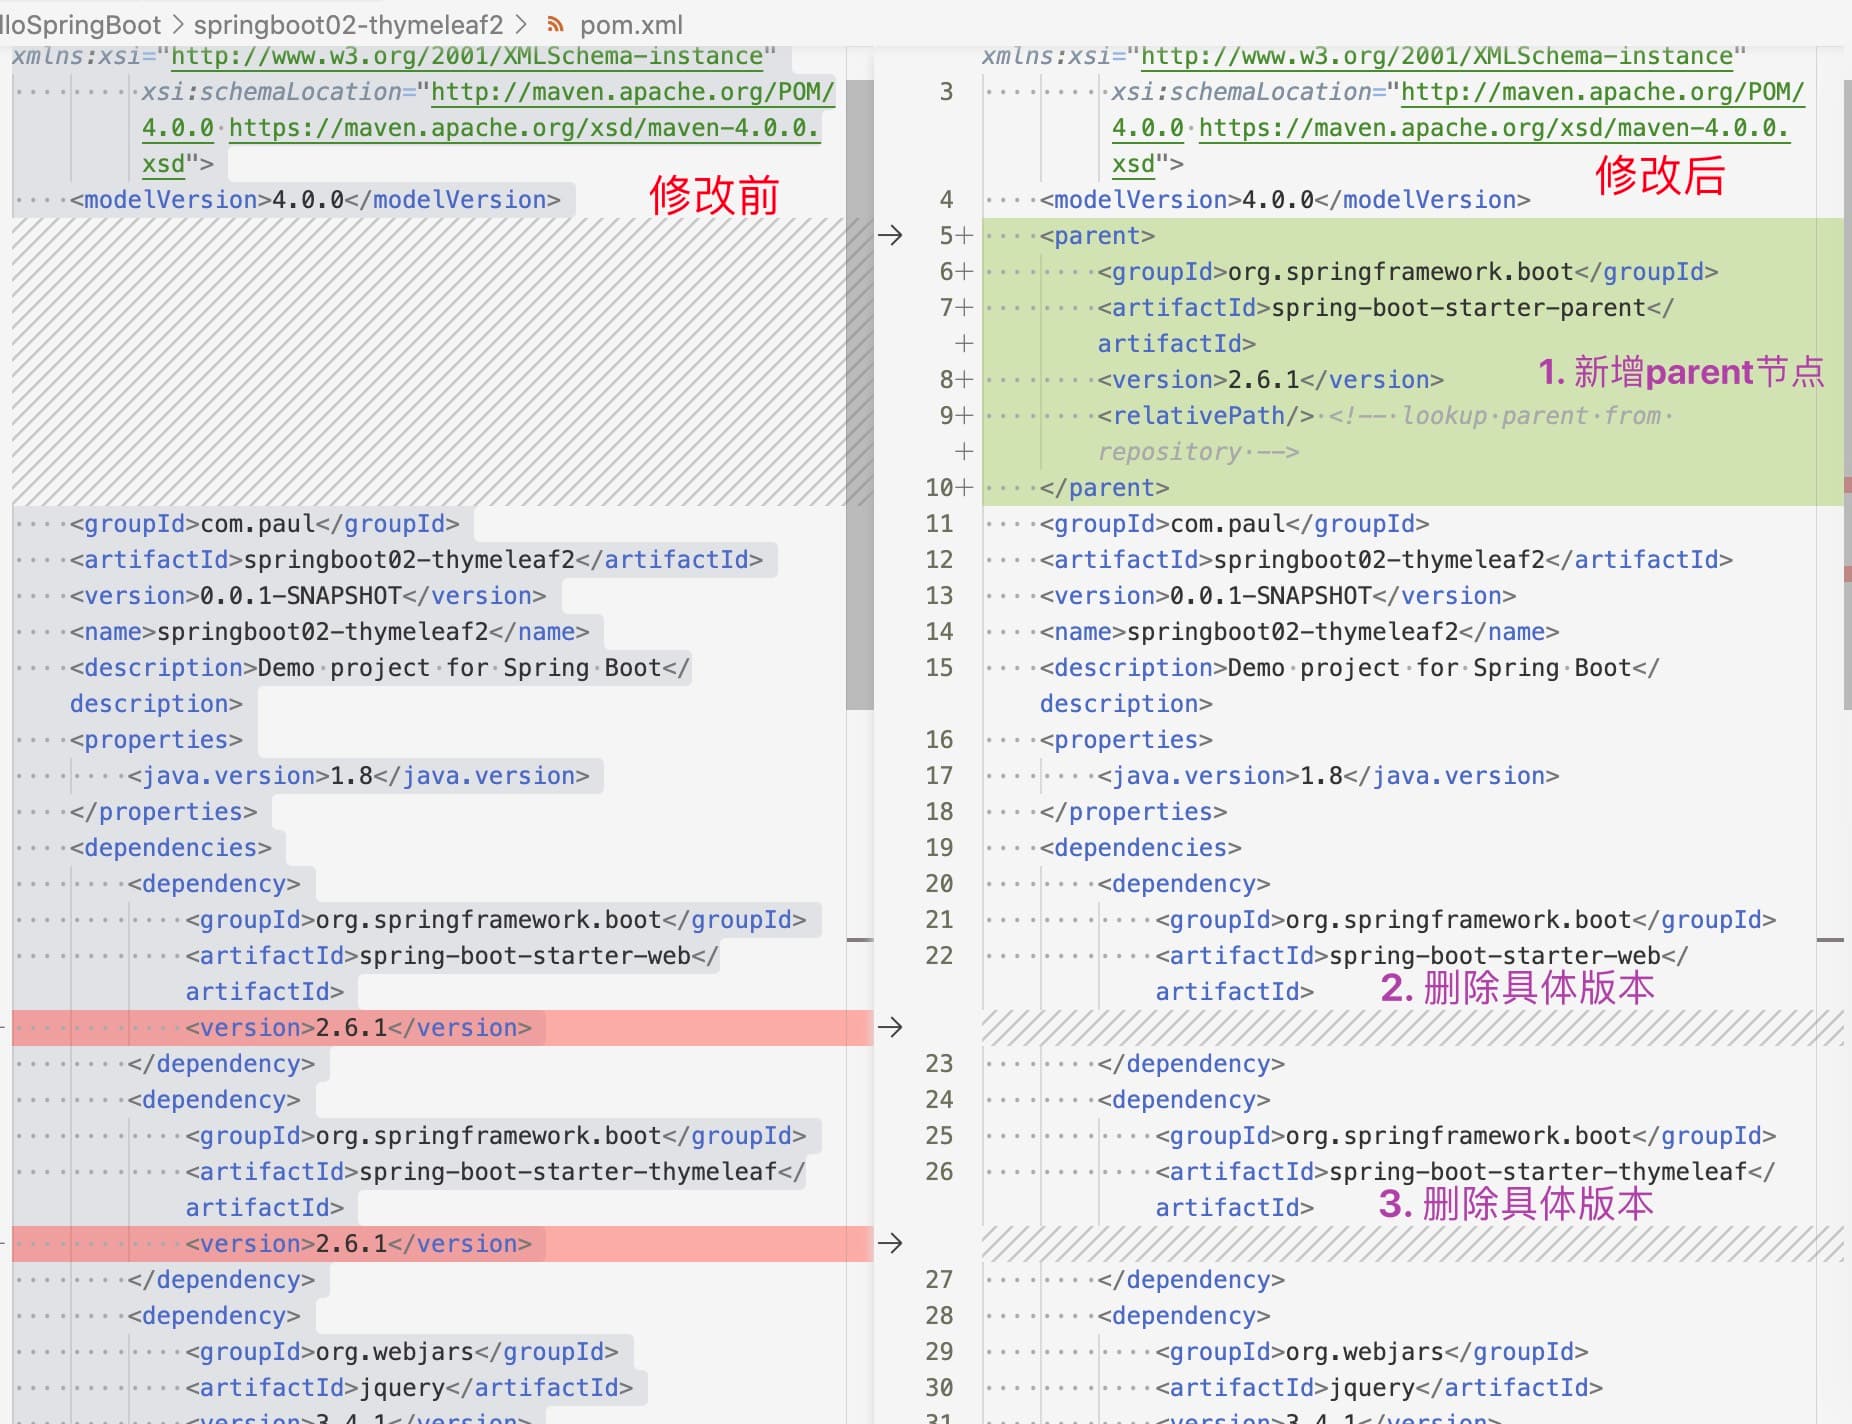 lloSpringBoot > springboot02-thymeleaf2 > pom.xml
xmlns:xsi="http://www.w3.org/2001/XMLSchema-instance"
xsi:schemaLocation="http://maven.apache.org/POM/
4.0.0 https://maven.apache.org/xsd/maven-4.0.0.
xsd">
<modelVersion>4.0.0</modelVersion>
修改前
<groupId>com.paul</groupId>
<artifactId>springboot02-thymeleaf2</artifactId>
<version>0.0.1-SNAPSHOT</version>
<name>springboot02-thymeleaf2</name>
<description>Demo project for Spring Boot</
description>
<properties>
<java.version>1.8</java.version>
</properties>
<dependencies>
<dependency>
<groupId>org.springframework.boot</groupId>
<artifactId>spring-boot-starter-web</
artifactId>
<version>2.6.1</version>
</dependency>
<dependency>
<groupId>org.springframework.boot</groupId>
<artifactId>spring-boot-starter-thymeleaf</
artifactId>
<version>2.6.1</version>
</dependency>
<dependency>
<groupId>org.webjars</groupId>
<artifactId>jquery</artifactId>
<version>3.4.1</version>
xmlns:xsi="http://www.w3.org/2001/XMLSchema-instance"
3 xsi:schemaLocation="http://maven.apache.org/POM/
4.0.0 https://maven.apache.org/xsd/maven-4.0.0.
xsd">
修改后
4 <modelVersion>4.0.0</modelVersion>
5+ <parent>
6+ <groupId>org.springframework.boot</groupId>
7+ <artifactId>spring-boot-starter-parent</
+ artifactId>
8+ <version>2.6.1</version>
1. 新增parent节点
9+ <relativePath/> <!-- lookup parent from
+ repository -->
10+ </parent>
11 <groupId>com.paul</groupId>
12 <artifactId>springboot02-thymeleaf2</artifactId>
13 <version>0.0.1-SNAPSHOT</version>
14 <name>springboot02-thymeleaf2</name>
15 <description>Demo project for Spring Boot</
description>
16 <properties>
17 <java.version>1.8</java.version>
18 </properties>
19 <dependencies>
20 <dependency>
21 <groupId>org.springframework.boot</groupId>
22 <artifactId>spring-boot-starter-web</
artifactId>
2. 删除具体版本
23 </dependency>
24 <dependency>
25 <groupId>org.springframework.boot</groupId>
26 <artifactId>spring-boot-starter-thymeleaf</
artifactId>
3. 删除具体版本
27 </dependency>
28 <dependency>
29 <groupId>org.webjars</groupId>
30 <artifactId>jquery</artifactId>
31 <version>3.4.1</version>